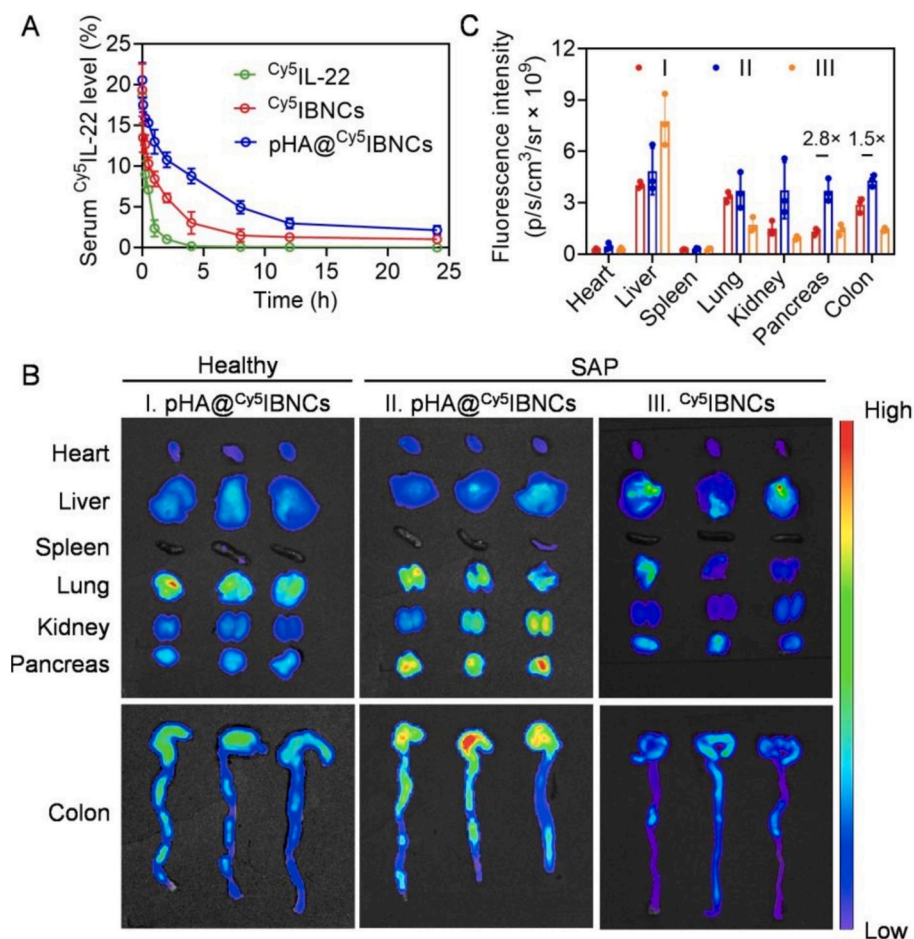 A
Serum Cy5IL-22 level (%)
25
20
15
10
5
0
0 5 10 15 20 25
Time (h)
Cy5IL-22
Cy5IBNCs
pHA@Cy5IBNCs
C
Fluorescence intensity
(p/s/cm³/sr × 10⁹)
12
9
6
3
0
I II III
2.8× 1.5×
Heart Liver Spleen Lung Kidney Pancreas Colon
B
Healthy SAP
I. pHA@Cy5IBNCs II. pHA@Cy5IBNCs III. Cy5IBNCs
High
Heart
Liver
Spleen
Lung
Kidney
Pancreas
Colon
Low